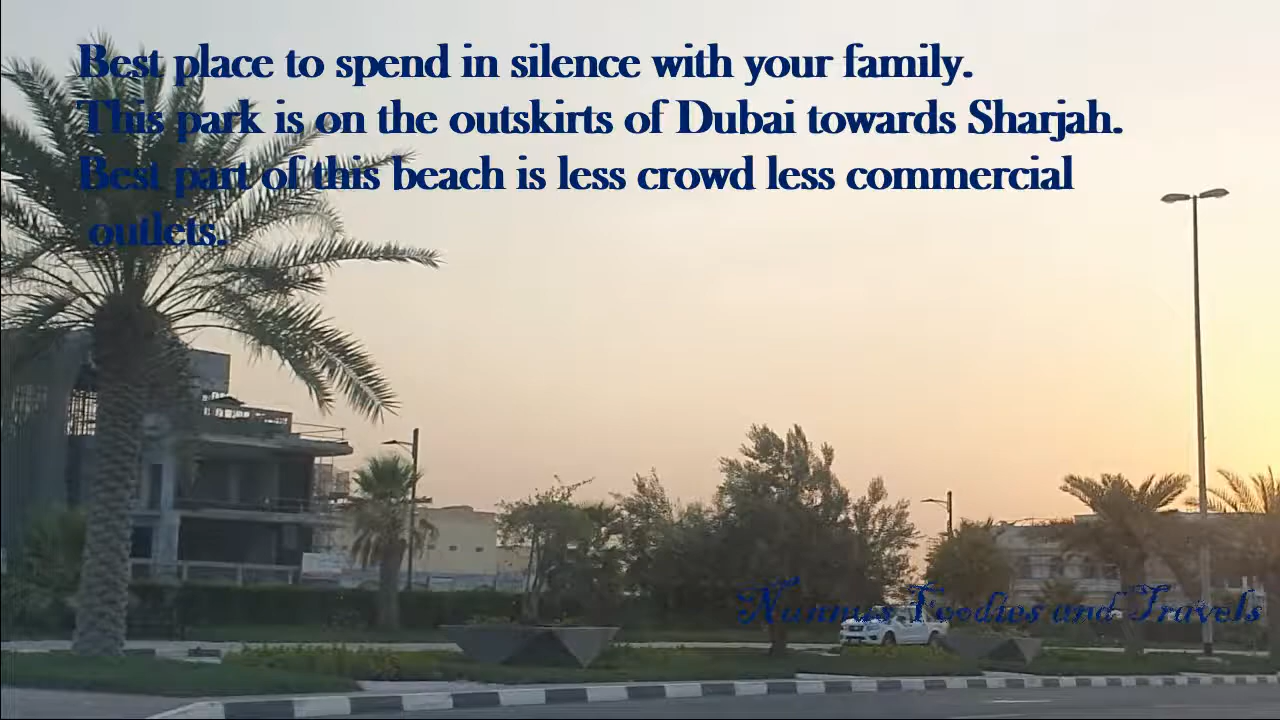 Best place to spend in silence with your family.
This park is on the outskirts of Dubai towards Sharjah.
Best part of this beach is less crowd less commercial
outlets.
Nunnus Foodies and Travels